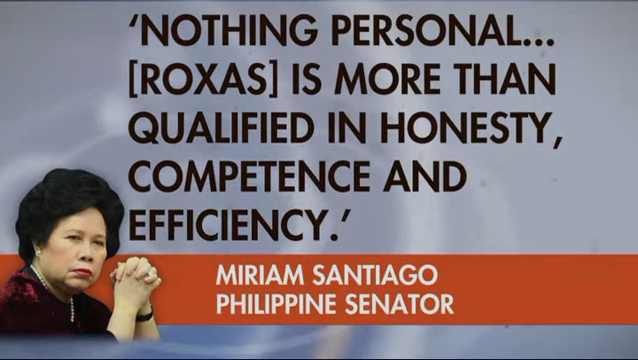 ‘NOTHING PERSONAL...
[ROXAS] IS MORE THAN
QUALIFIED IN HONESTY,
COMPETENCE AND
EFFICIENCY.’
MIRIAM SANTIAGO
PHILIPPINE SENATOR